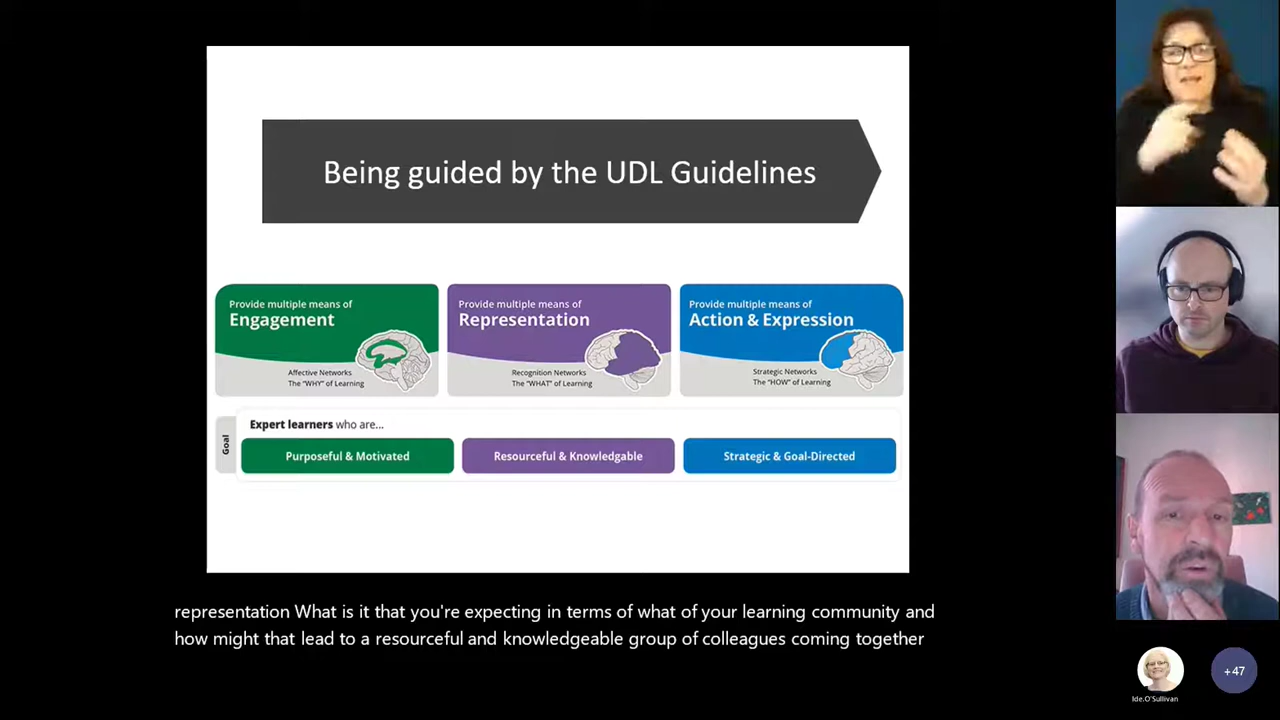 Being guided by the UDL Guidelines
Provide multiple means of
Engagement
Affective Networks
The "WHY" of Learning
Provide multiple means of
Representation
Recognition Networks
The "WHAT" of Learning
Provide multiple means of
Action & Expression
Strategic Networks
The "HOW" of Learning
Goal
Expert learners who are...
Purposeful & Motivated
Resourceful & Knowledgable
Strategic & Goal-Directed
representation What is it that you're expecting in terms of what of your learning community and
how might that lead to a resourceful and knowledgeable group of colleagues coming together
Ide.O'Sullivan
+47